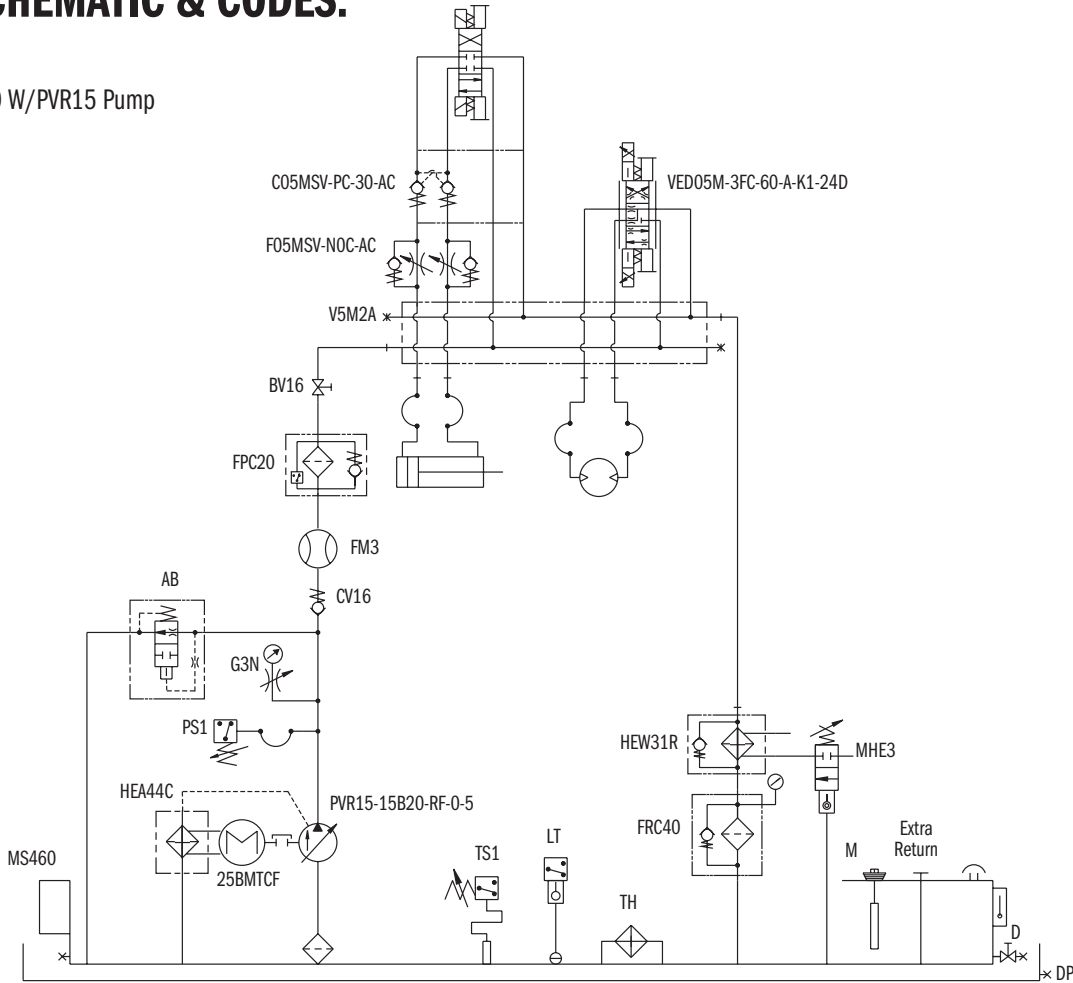 CHEMATIC & CODES:
W/PVR15 Pump
C05MSV-PC-30-AC
VED05M-3FC-60-A-K1-24D
F05MSV-NOC-AC
V5M2A
BV16
FPC20
FM3
AB
CV16
G3N
PS1
HEW31R
MHE3
HEA44C
PVR15-15B20-RF-0-5
FRC40
MS460
25BMTCF
TS1
LT
TH
M
Extra
Return
D
DP